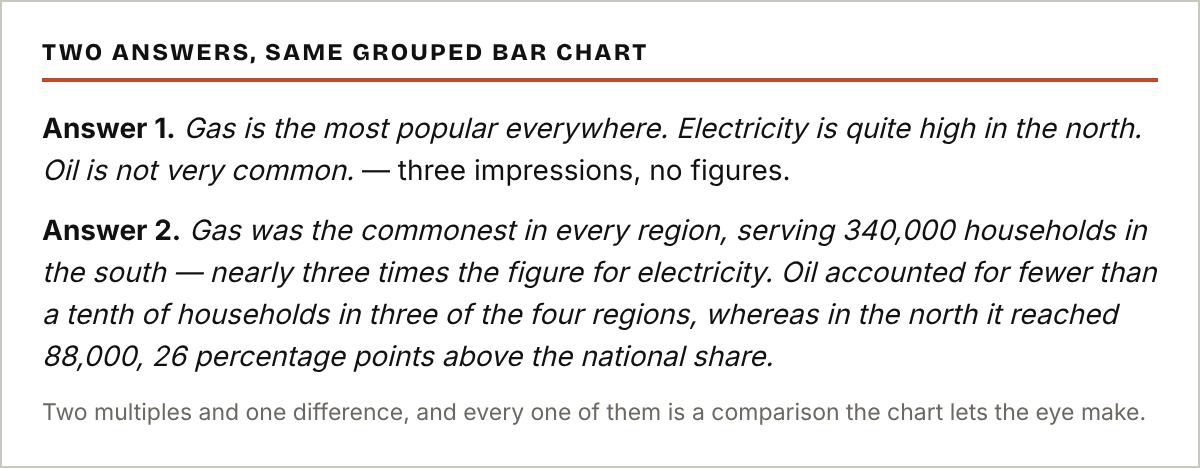 TWO ANSWERS, SAME GROUPED BAR CHART
Answer 1. Gas is the most popular everywhere. Electricity is quite high in the north.
Oil is not very common. — three impressions, no figures.
Answer 2. Gas was the commonest in every region, serving 340,000 households in
the south — nearly three times the figure for electricity. Oil accounted for fewer than
a tenth of households in three of the four regions, whereas in the north it reached
88,000, 26 percentage points above the national share.
Two multiples and one difference, and every one of them is a comparison the chart lets the eye make.